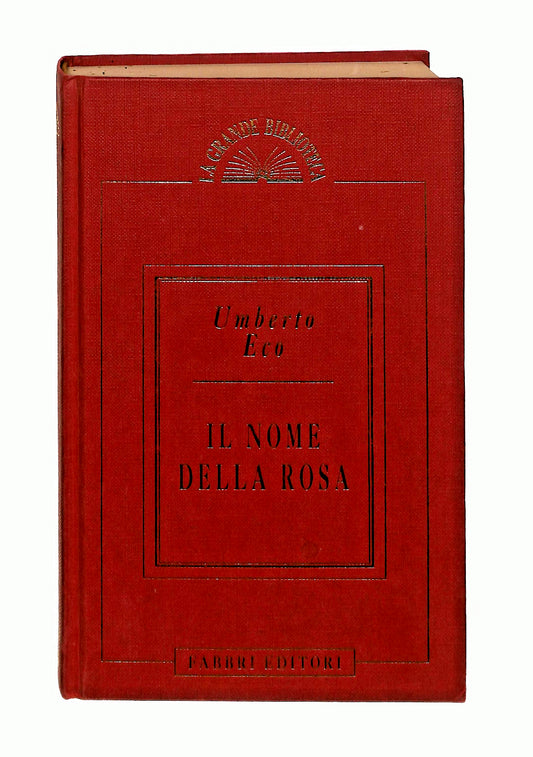 LA GRANDE BIBLIOTECA
Umberto
Eco
IL NOME
DELLA ROSA
FABBRI EDITORI